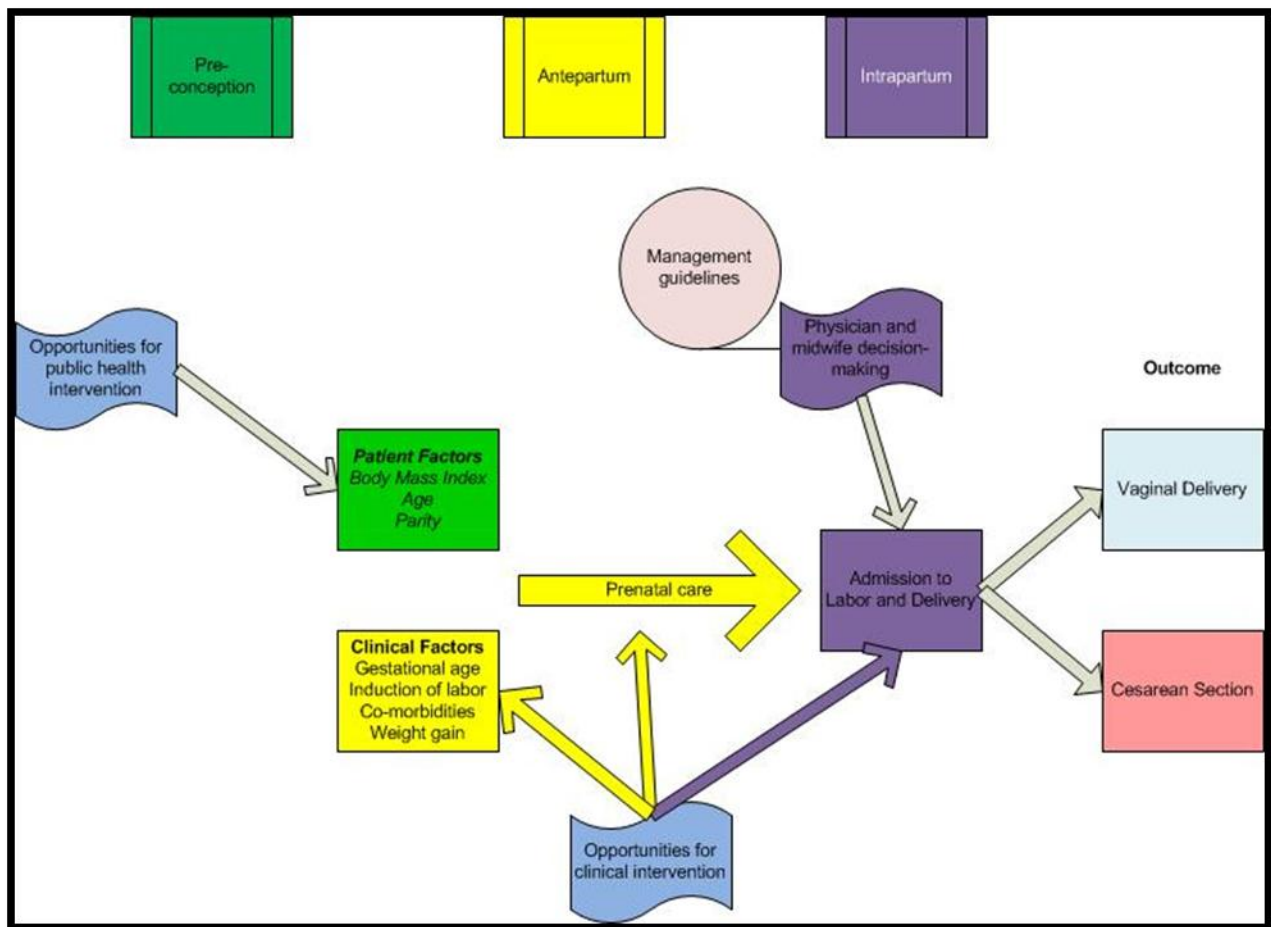 Pre-
conception
Antepartum
Intrapartum
Management
guidelines
Opportunities for
public health
intervention
Physician and
midwife decision-
making
Outcome
Patient Factors
Body Mass Index
Age
Parity
Vaginal Delivery
Prenatal care
Admission to
Labor and Delivery
Clinical Factors
Gestational age
Induction of labor
Co-morbidities
Weight gain
Cesarean Section
Opportunities for
clinical intervention